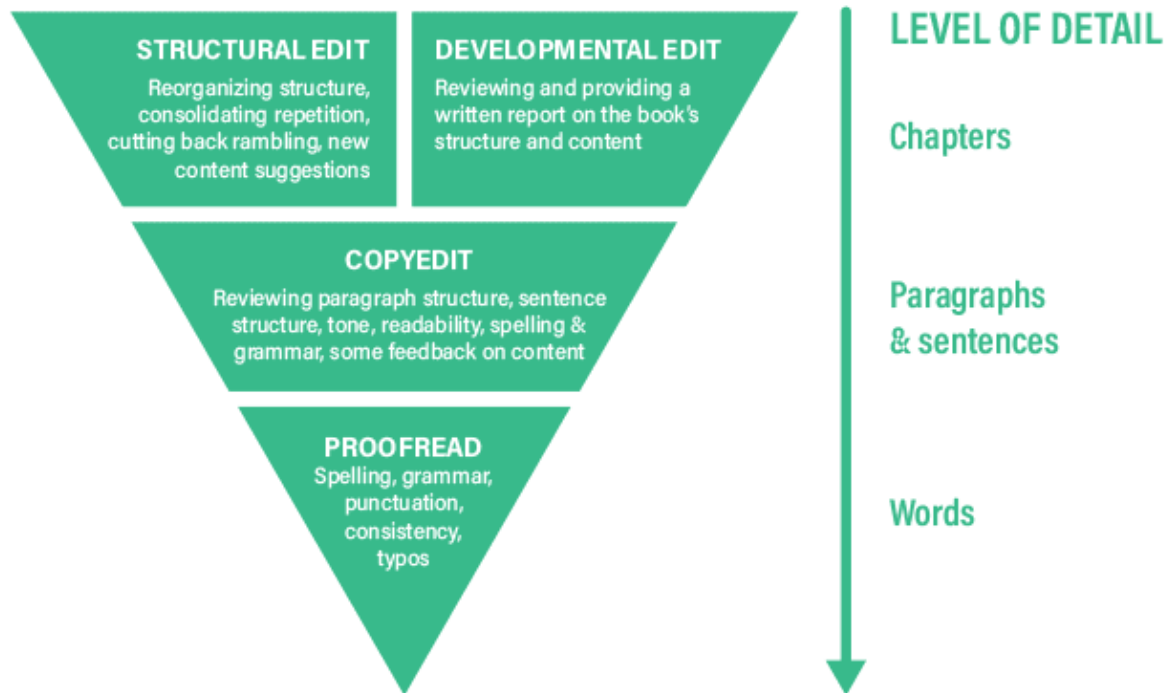 STRUCTURAL EDIT
Reorganizing structure,
consolidating repetition,
cutting back rambling, new
content suggestions
DEVELOPMENTAL EDIT
Reviewing and providing a
written report on the book's
structure and content
COPYEDIT
Reviewing paragraph structure, sentence
structure, tone, readability, spelling &
grammar, some feedback on content
PROOFREAD
Spelling, grammar,
punctuation,
consistency,
typos
LEVEL OF DETAIL
Chapters
Paragraphs
& sentences
Words